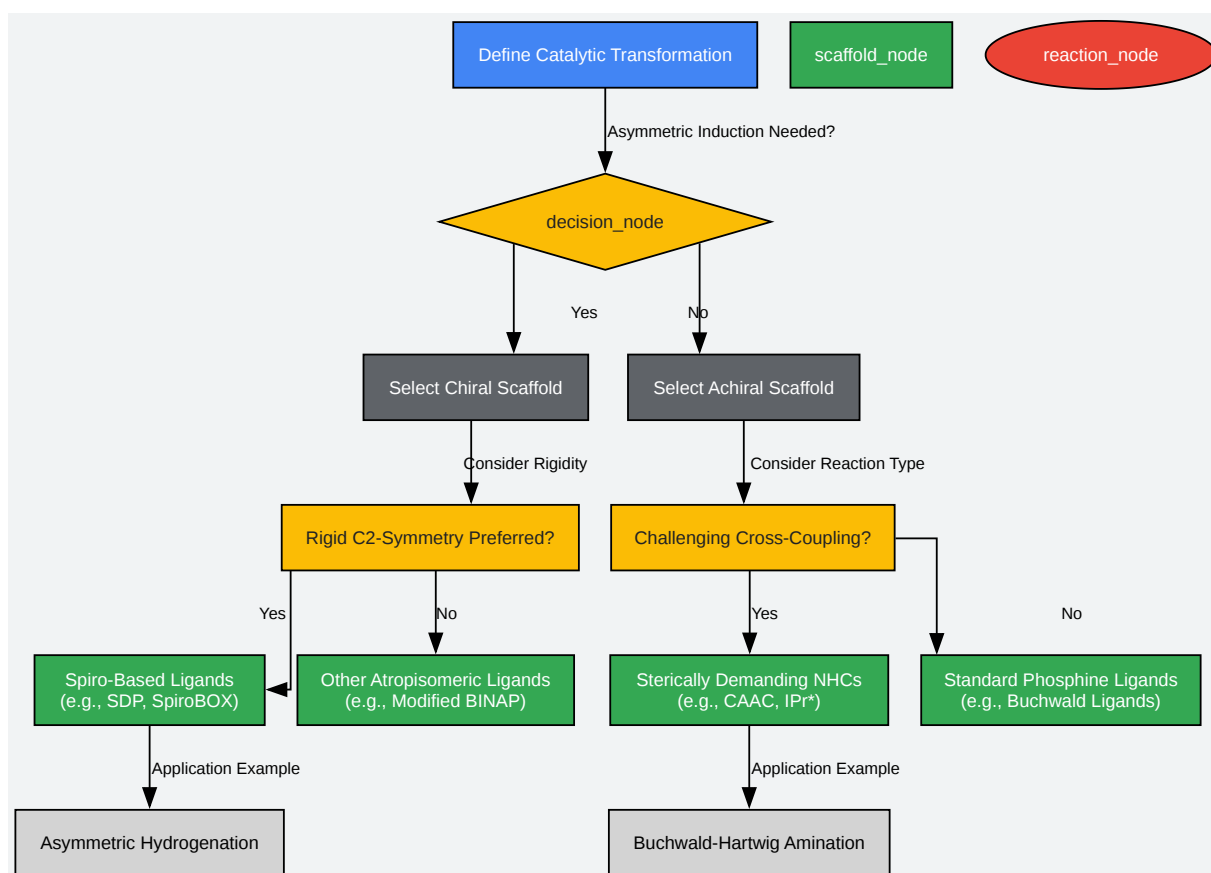 Define Catalytic Transformation
scaffold_node
reaction_node
Asymmetric Induction Needed?
decision_node
Yes
No
Select Chiral Scaffold
Select Achiral Scaffold
Consider Rigidity
Consider Reaction Type
Rigid C2-Symmetry Preferred?
Challenging Cross-Coupling?
Yes
No
Yes
No
Spiro-Based Ligands
(e.g., SDP, SpiroBOX)
Other Atropisomeric Ligands
(e.g., Modified BINAP)
Sterically Demanding NHCs
(e.g., CAAC, IPr*)
Standard Phosphine Ligands
(e.g., Buchwald Ligands)
Application Example
Application Example
Asymmetric Hydrogenation
Buchwald-Hartwig Amination